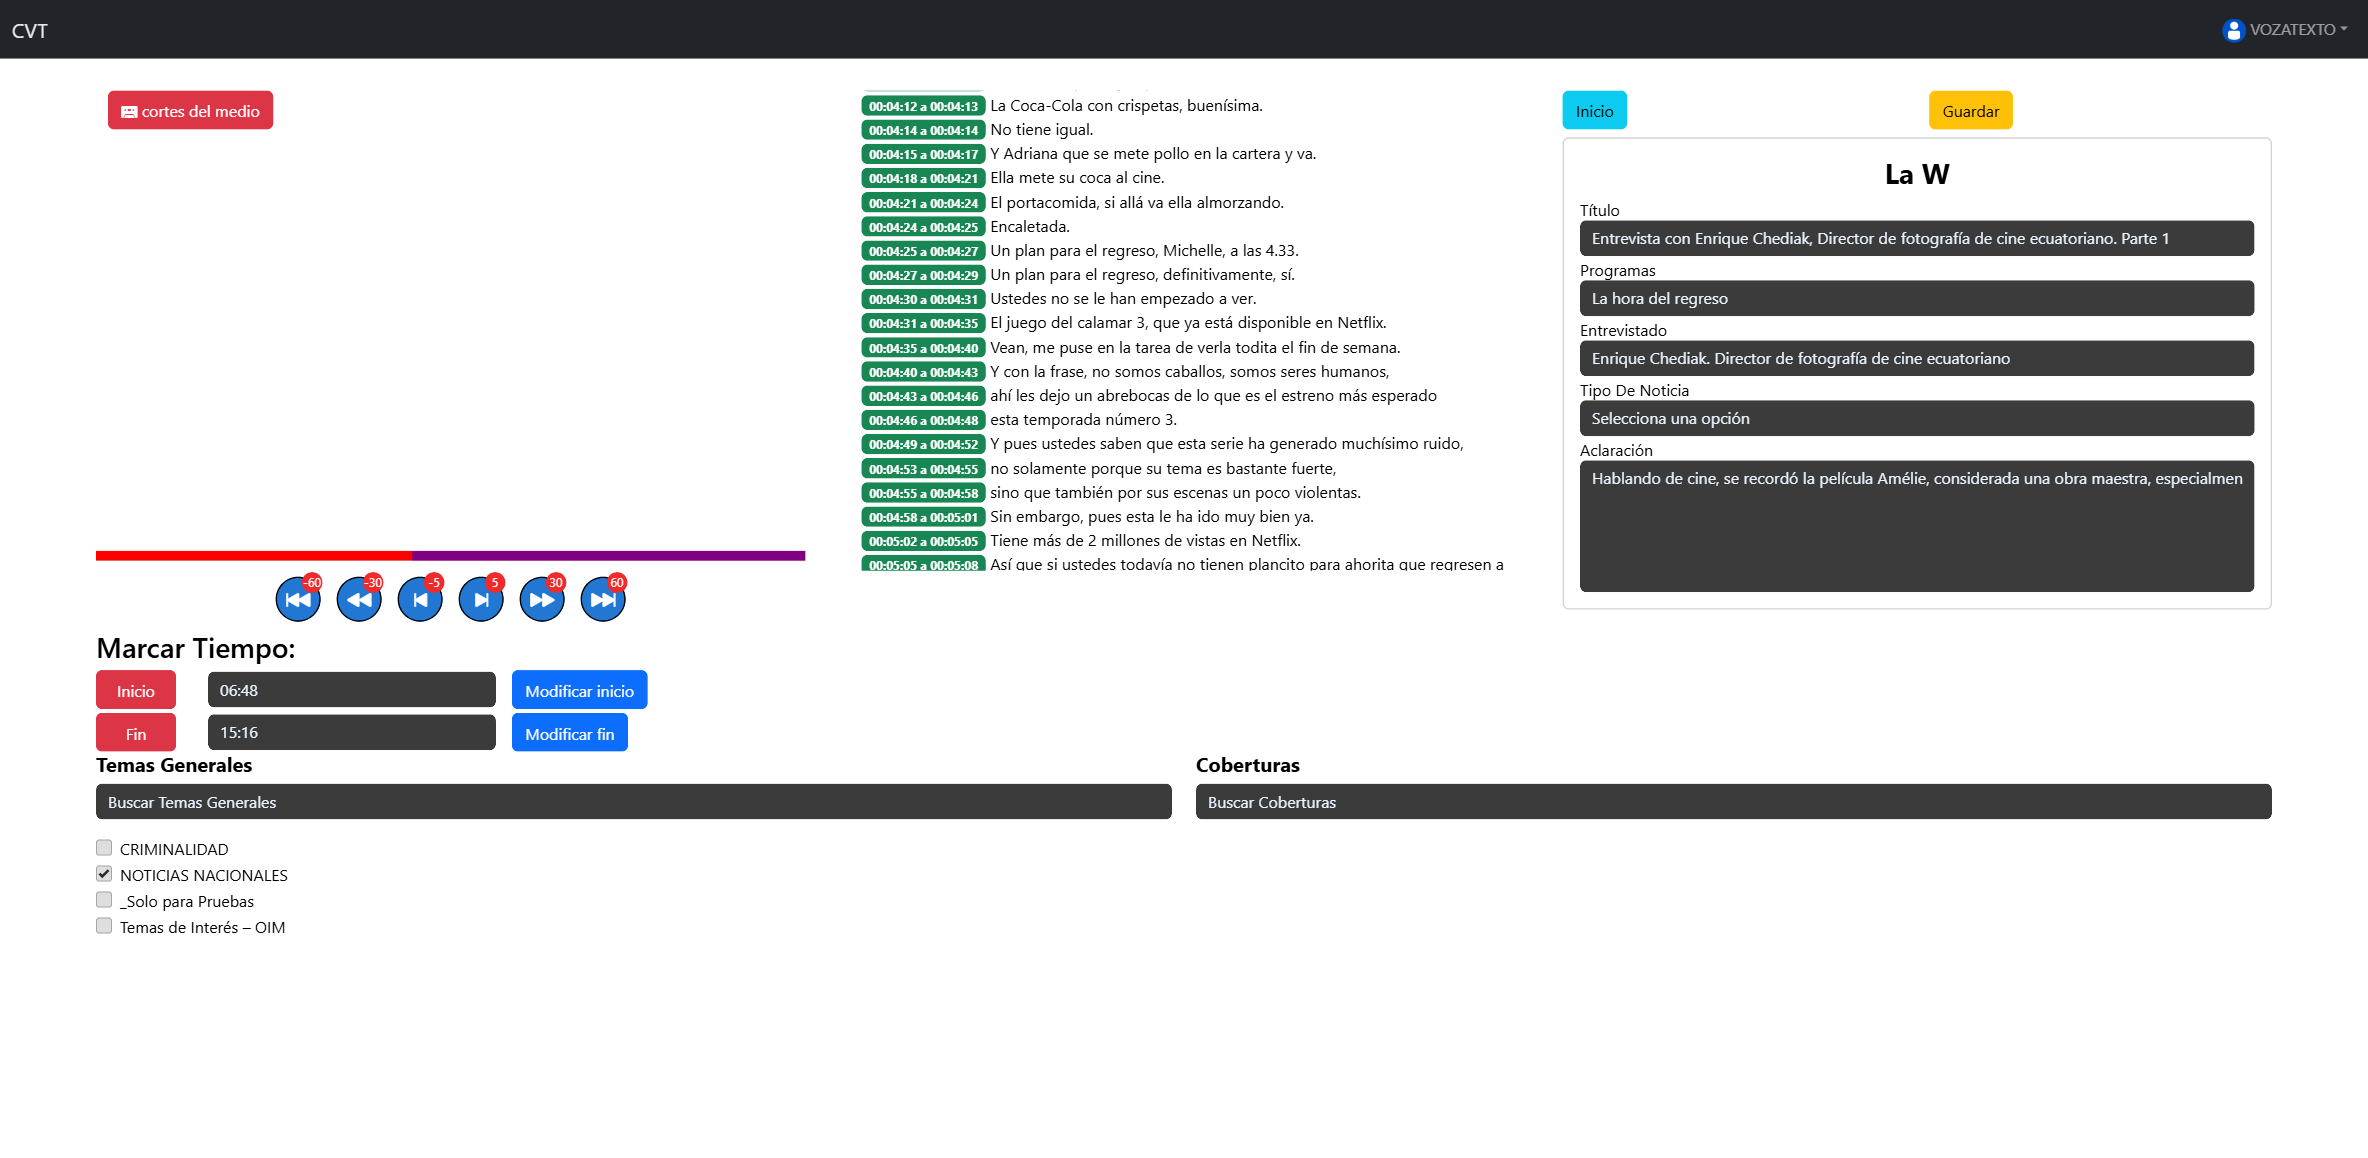 CVT
VOZATEXTO
cortes del medio
00:04:12 a 00:04:13 La Coca-Cola con crispetas, buenísima.
00:04:14 a 00:04:14 No tiene igual.
00:04:15 a 00:04:17 Y Adriana que se mete pollo en la cartera y va.
00:04:18 a 00:04:21 Ella mete su coca al cine.
00:04:21 a 00:04:24 El portacomida, si allá va ella almorzando.
00:04:24 a 00:04:25 Encaletada.
00:04:25 a 00:04:27 Un plan para el regreso, Michelle, a las 4.33.
00:04:27 a 00:04:29 Un plan para el regreso, definitivamente, sí.
00:04:30 a 00:04:31 Ustedes no se le han empezado a ver.
00:04:31 a 00:04:35 El juego del calamar 3, que ya está disponible en Netflix.
00:04:35 a 00:04:40 Vean, me puse en la tarea de verla todita el fin de semana.
00:04:40 a 00:04:43 Y con la frase, no somos caballos, somos seres humanos,
00:04:43 a 00:04:46 ahí les dejo un abrebocas de lo que es el estreno más esperado
00:04:46 a 00:04:48 esta temporada número 3.
00:04:49 a 00:04:52 Y pues ustedes saben que esta serie ha generado muchísimo ruido,
00:04:53 a 00:04:55 no solamente porque su tema es bastante fuerte,
00:04:55 a 00:04:58 sino que también por sus escenas un poco violentas.
00:04:58 a 00:05:01 Sin embargo, pues esta le ha ido muy bien ya.
00:05:02 a 00:05:05 Tiene más de 2 millones de vistas en Netflix.
00:05:05 a 00:05:08 Así que si ustedes todavía no tienen plancito para ahorita que regresen a
Inicio
Guardar
La W
Título
Entrevista con Enrique Chediak, Director de fotografía de cine ecuatoriano. Parte 1
Programas
La hora del regreso
Entrevistado
Enrique Chediak. Director de fotografía de cine ecuatoriano
Tipo De Noticia
Selecciona una opción
Aclaración
Hablando de cine, se recordó la película Amélie, considerada una obra maestra, especialmen
-60 -30 -5 5 30 60
Marcar Tiempo:
Inicio 06:48 Modificar inicio
Fin 15:16 Modificar fin
Temas Generales
Buscar Temas Generales
CRIMINALIDAD
NOTICIAS NACIONALES
_Solo para Pruebas
Temas de Interés – OIM
Coberturas
Buscar Coberturas